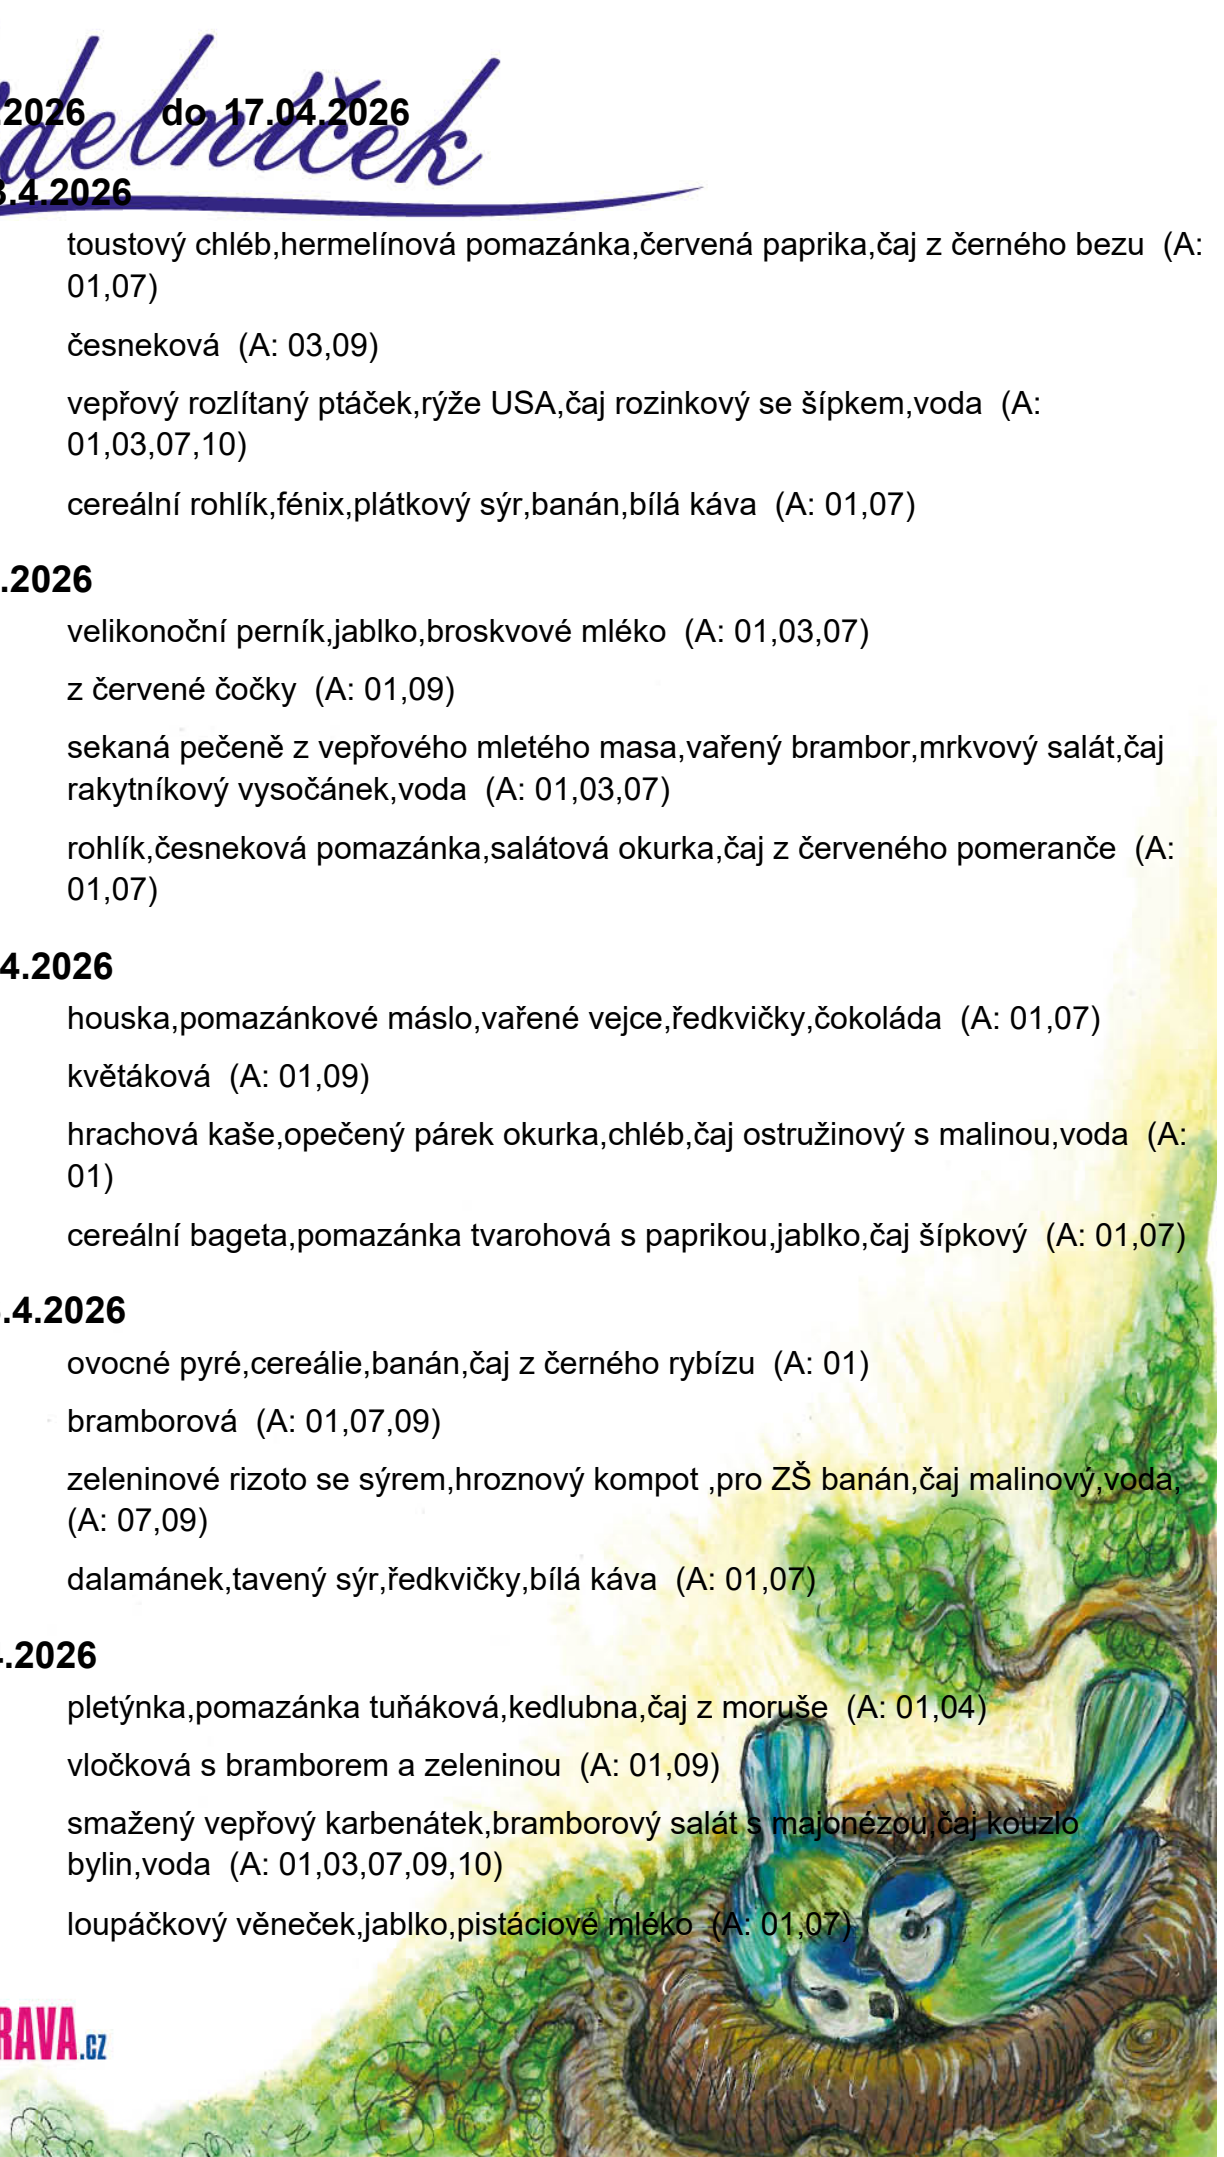 delníček
.2026 do 17.04.2026
3.4.2026
toustový chléb,hermelínová pomazánka,červená paprika,čaj z černého bezu (A:
01,07)
česneková (A: 03,09)
vepřový rozlítaný ptáček,rýže USA,čaj rozinkový se šípkem,voda (A:
01,03,07,10)
cereální rohlík,fénix,plátkový sýr,banán,bílá káva (A: 01,07)
.2026
velikonoční perník,jablko,broskvové mléko (A: 01,03,07)
z červené čočky (A: 01,09)
sekaná pečeně z vepřového mletého masa,vařený brambor,mrkvový salát,čaj
rakytníkový vysočánek,voda (A: 01,03,07)
rohlík,česneková pomazánka,salátová okurka,čaj z červeného pomeranče (A:
01,07)
4.2026
houska,pomazánkové máslo,vařené vejce,ředkvičky,čokoláda (A: 01,07)
květáková (A: 01,09)
hrachová kaše,opečený párek okurka,chléb,čaj ostružinový s malinou,voda (A:
01)
cereální bageta,pomazánka tvarohová s paprikou,jablko,čaj šípkový (A: 01,07)
.4.2026
ovocné pyré,cereálie,banán,čaj z černého rybízu (A: 01)
bramborová (A: 01,07,09)
zeleninové rizoto se sýrem,hroznový kompot ,pro ZŠ banán,čaj malinový,voda,
(A: 07,09)
dalamánek,tavený sýr,ředkvičky,bílá káva (A: 01,07)
.2026
pletýnka,pomazánka tuňáková,kedlubna,čaj z moruše (A: 01,04)
vločková s bramborem a zeleninou (A: 01,09)
smažený vepřový karbenátek,bramborový salát s majonézou,čaj kouzlo
bylin,voda (A: 01,03,07,09,10)
loupáčkový věneček,jablko,pistáciové mléko (A: 01,07)
RAVA.cz